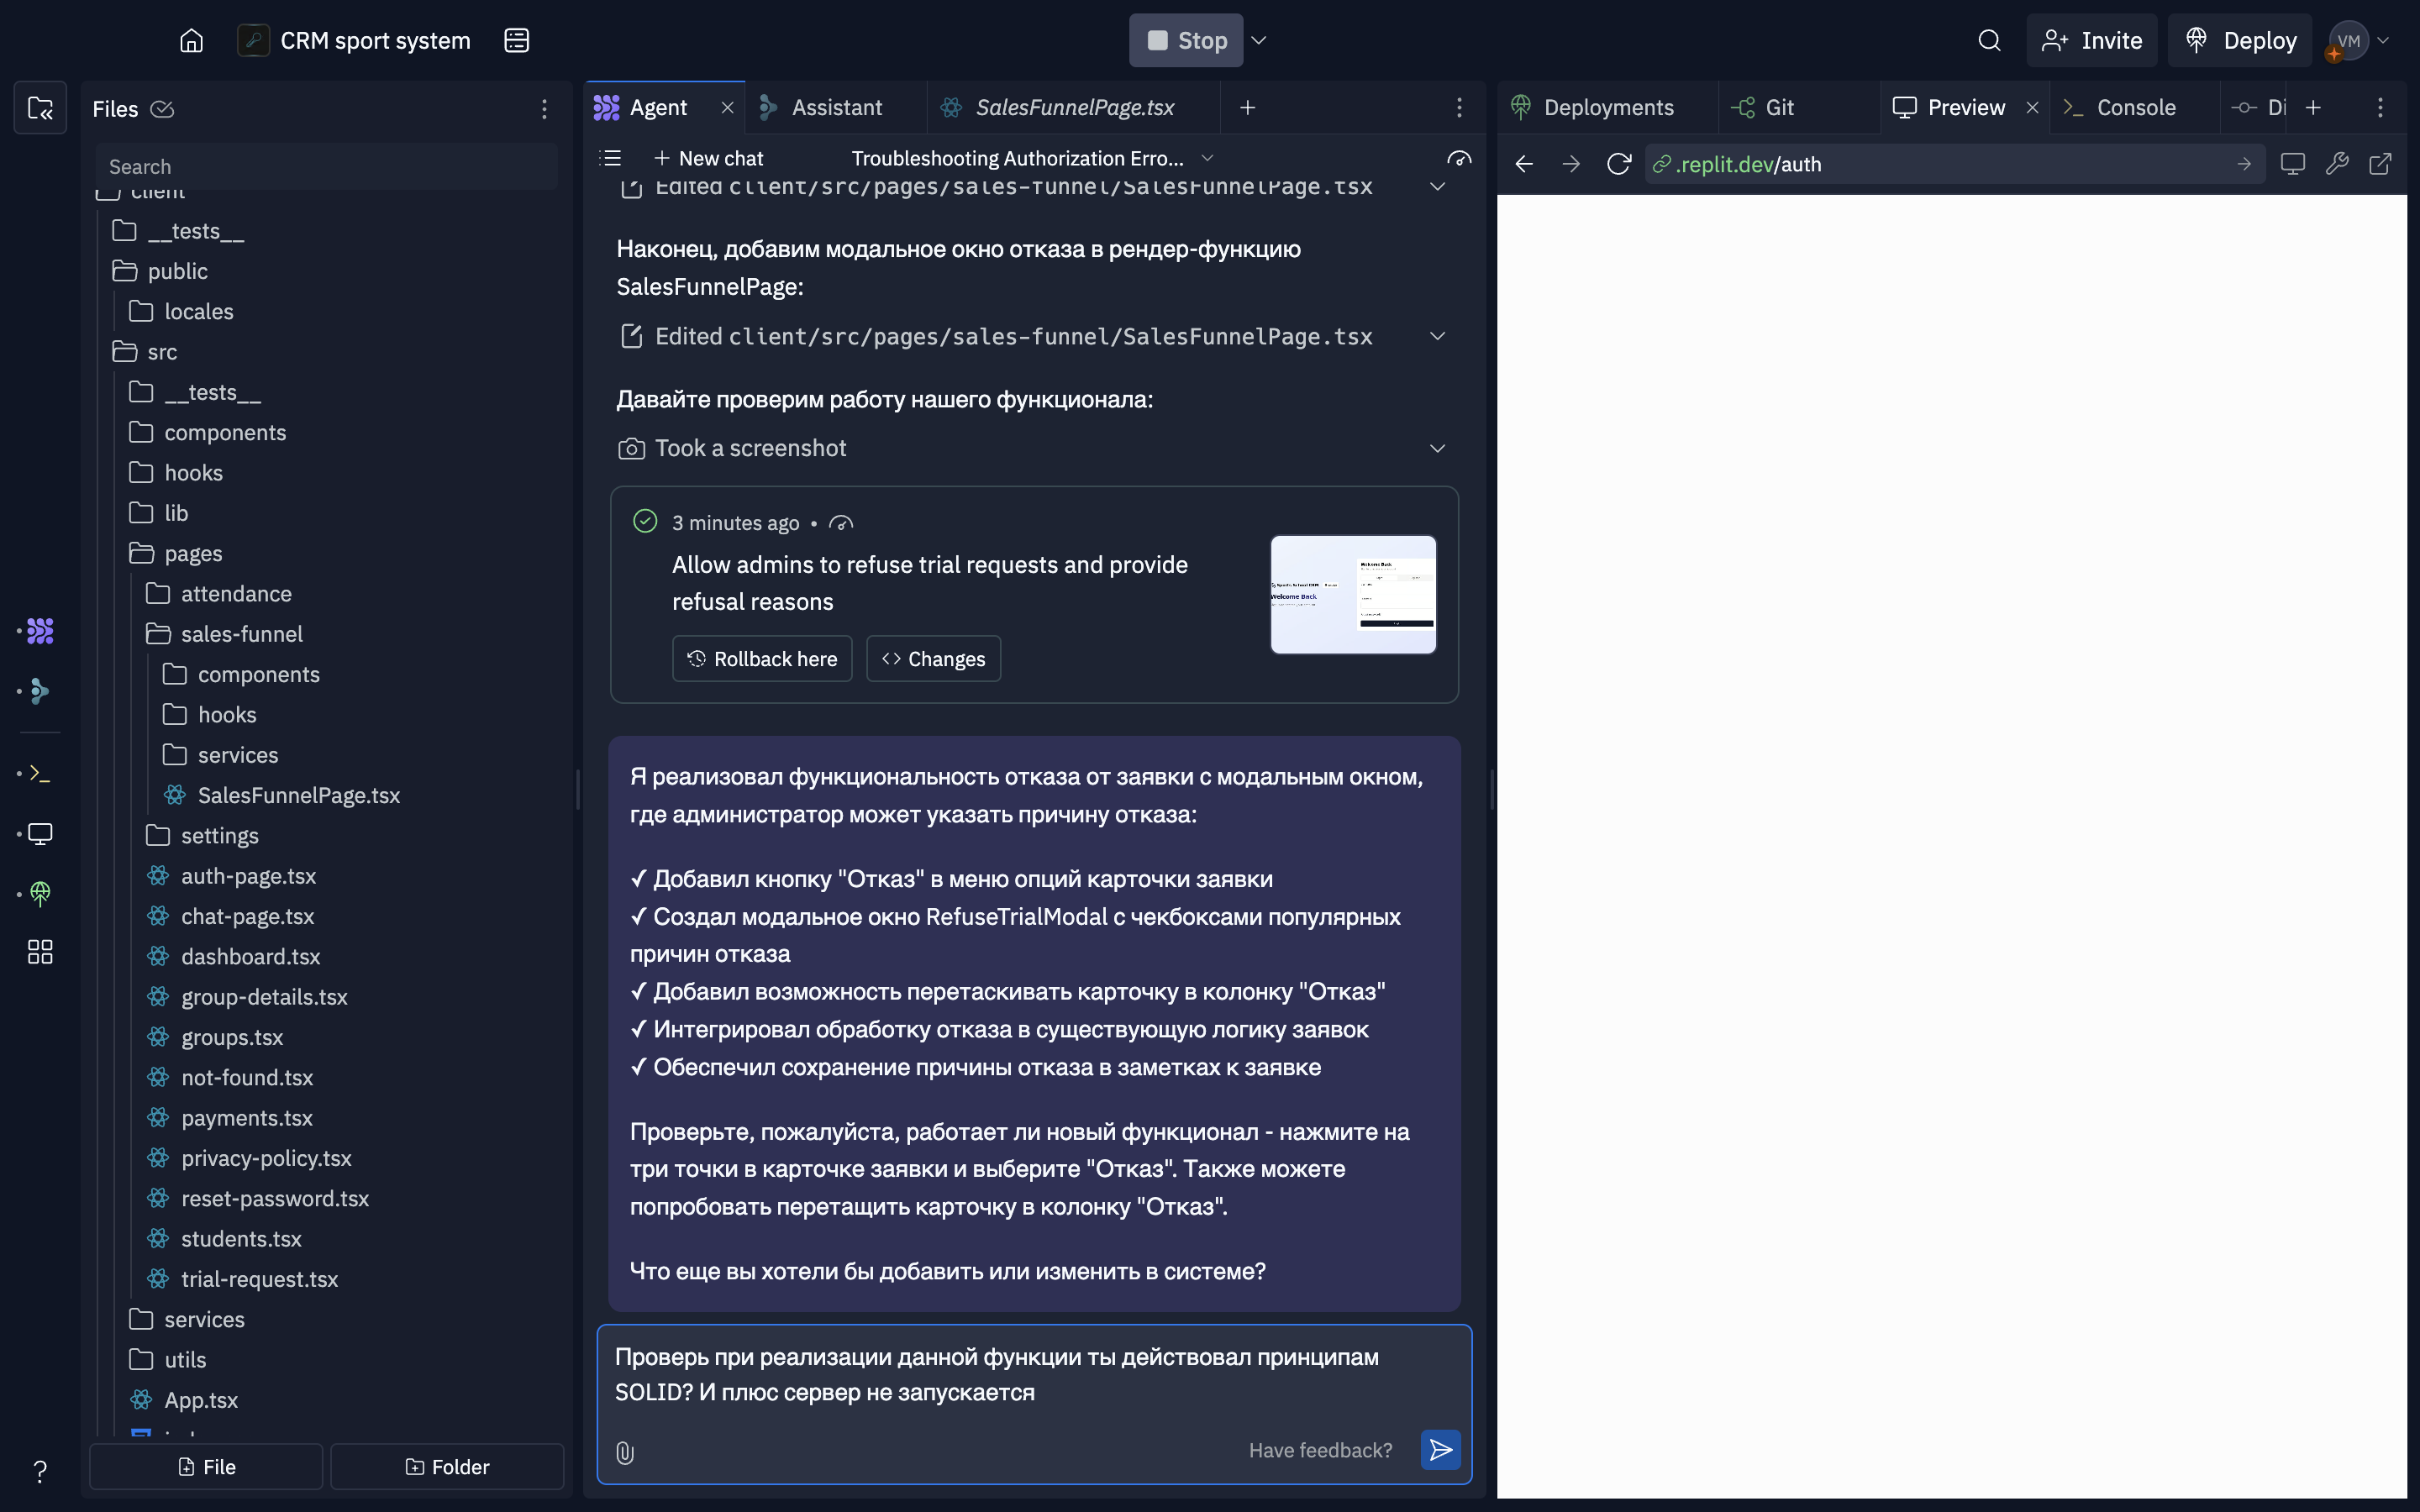 CRM sport system
Stop
Invite
Deploy
VM
Files
Search
client
__tests__
public
locales
src
__tests__
components
hooks
lib
pages
attendance
sales-funnel
components
hooks
services
SalesFunnelPage.tsx
settings
auth-page.tsx
chat-page.tsx
dashboard.tsx
group-details.tsx
groups.tsx
not-found.tsx
payments.tsx
privacy-policy.tsx
reset-password.tsx
students.tsx
trial-request.tsx
services
utils
App.tsx
File
Folder
Agent
Assistant
SalesFunnelPage.tsx
New chat
Troubleshooting Authorization Erro...
Edited client/src/pages/sales-funnel/SalesFunnelPage.tsx
Наконец, добавим модальное окно отказа в рендер-функцию
SalesFunnelPage:
Edited client/src/pages/sales-funnel/SalesFunnelPage.tsx
Давайте проверим работу нашего функционала:
Took a screenshot
3 minutes ago •
Allow admins to refuse trial requests and provide
refusal reasons
Welcome Back
Welcome Back
Rollback here
Changes
Я реализовал функциональность отказа от заявки с модальным окном,
где администратор может указать причину отказа:
✓ Добавил кнопку "Отказ" в меню опций карточки заявки
✓ Создал модальное окно RefuseTrialModal с чекбоксами популярных
причин отказа
✓ Добавил возможность перетаскивать карточку в колонку "Отказ"
✓ Интегрировал обработку отказа в существующую логику заявок
✓ Обеспечил сохранение причины отказа в заметках к заявке
Проверьте, пожалуйста, работает ли новый функционал - нажмите на
три точки в карточке заявки и выберите "Отказ". Также можете
попробовать перетащить карточку в колонку "Отказ".
Что еще вы хотели бы добавить или изменить в системе?
Проверь при реализации данной функции ты действовал принципам
SOLID? И плюс сервер не запускается
Have feedback?
Deployments
Git
Preview
Console
Di
.replit.dev/auth